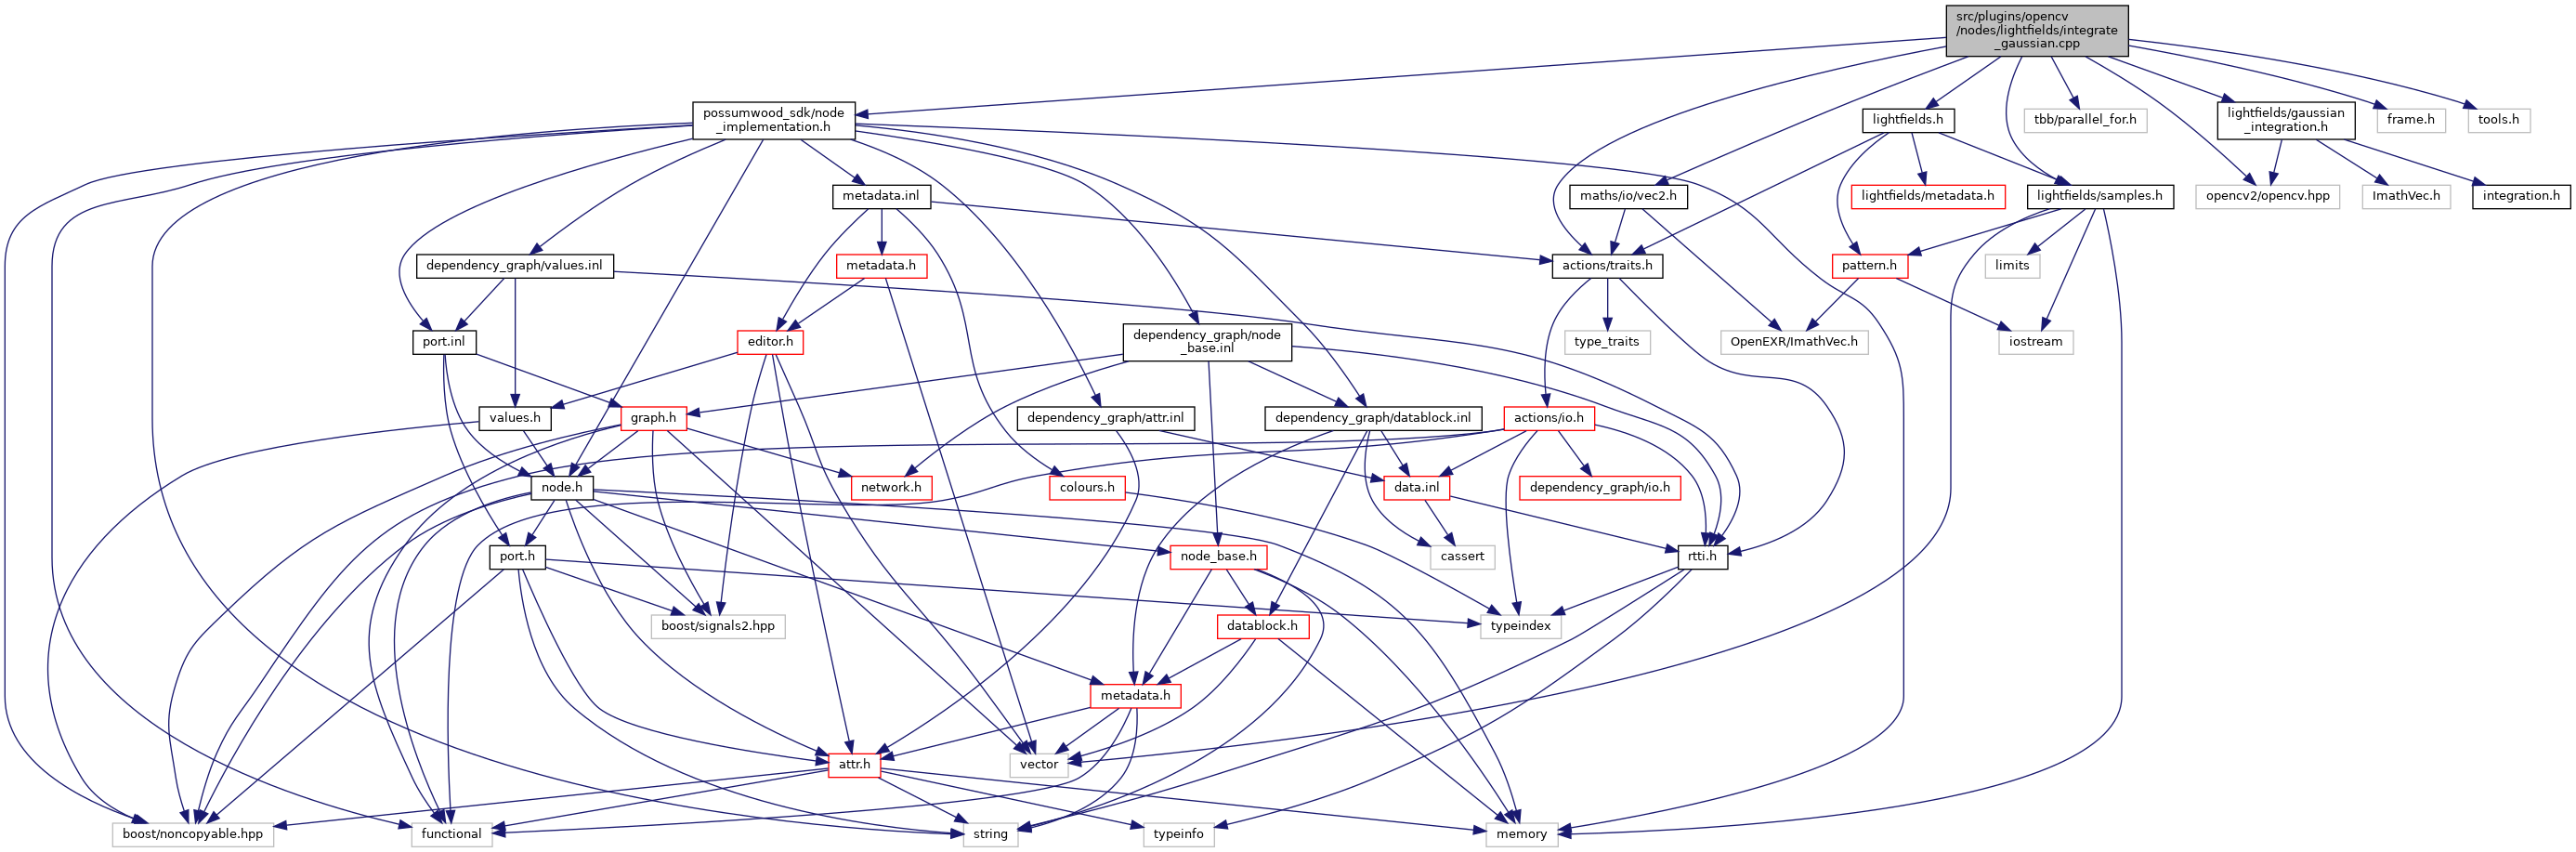 src/plugins/opencv
/nodes/lightfields/integrate
_gaussian.cpp
possumwood_sdk/node
_implementation.h
lightfields.h
tbb/parallel_for.h
lightfields/gaussian
_integration.h
frame.h
tools.h
metadata.inl
maths/io/vec2.h
lightfields/metadata.h
lightfields/samples.h
opencv2/opencv.hpp
ImathVec.h
integration.h
dependency_graph/values.inl
metadata.h
actions/traits.h
pattern.h
limits
port.inl
editor.h
dependency_graph/node
_base.inl
type_traits
OpenEXR/ImathVec.h
iostream
values.h
graph.h
dependency_graph/attr.inl
dependency_graph/datablock.inl
actions/io.h
node.h
network.h
colours.h
data.inl
dependency_graph/io.h
port.h
node_base.h
cassert
rtti.h
boost/signals2.hpp
datablock.h
typeindex
metadata.h
attr.h
vector
boost/noncopyable.hpp
functional
string
typeinfo
memory